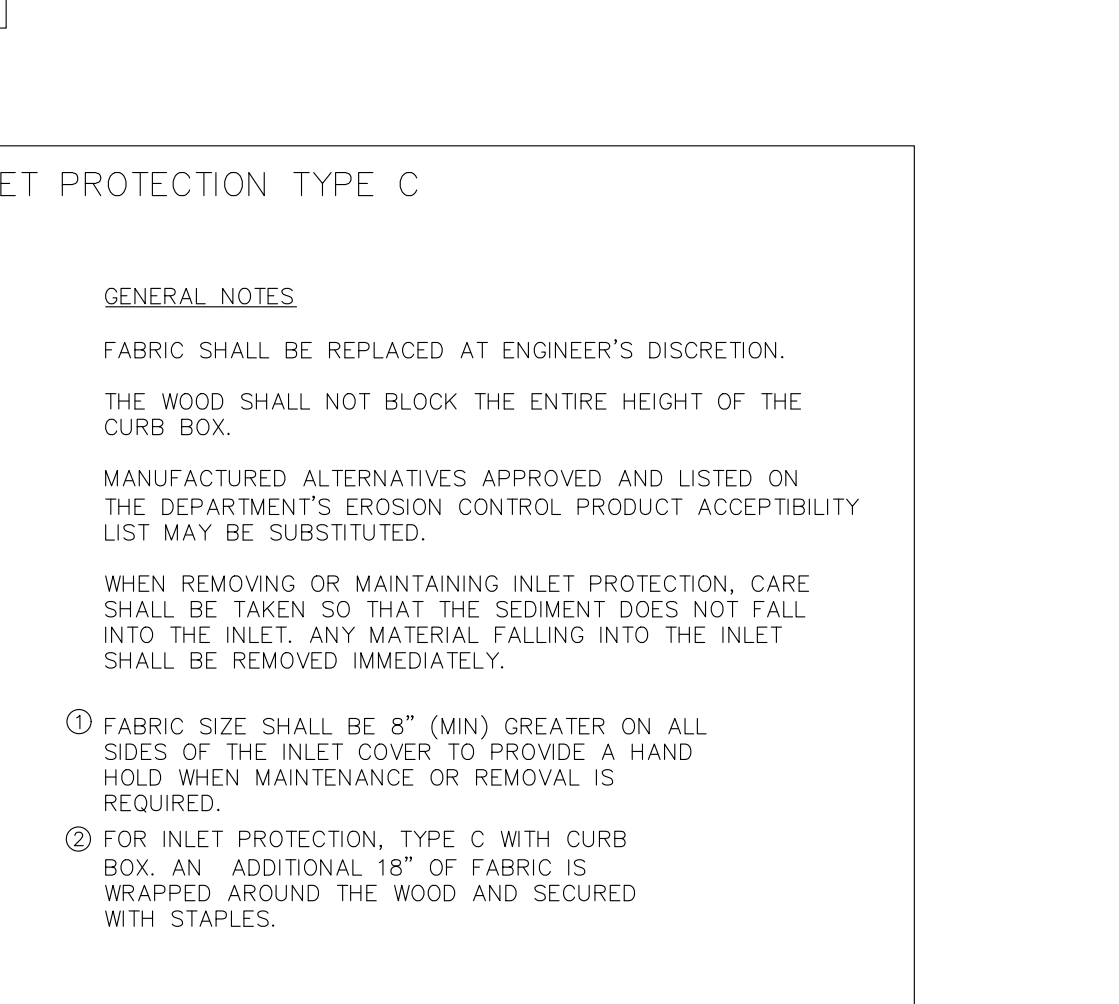 ET PROTECTION TYPE C
GENERAL NOTES
FABRIC SHALL BE REPLACED AT ENGINEER'S DISCRETION.
THE WOOD SHALL NOT BLOCK THE ENTIRE HEIGHT OF THE
CURB BOX.
MANUFACTURED ALTERNATIVES APPROVED AND LISTED ON
THE DEPARTMENT'S EROSION CONTROL PRODUCT ACCEPTIBILITY
LIST MAY BE SUBSTITUTED.
WHEN REMOVING OR MAINTAINING INLET PROTECTION, CARE
SHALL BE TAKEN SO THAT THE SEDIMENT DOES NOT FALL
INTO THE INLET. ANY MATERIAL FALLING INTO THE INLET
SHALL BE REMOVED IMMEDIATELY.
① FABRIC SIZE SHALL BE 8" (MIN) GREATER ON ALL
SIDES OF THE INLET COVER TO PROVIDE A HAND
HOLD WHEN MAINTENANCE OR REMOVAL IS
REQUIRED.
② FOR INLET PROTECTION, TYPE C WITH CURB
BOX. AN ADDITIONAL 18" OF FABRIC IS
WRAPPED AROUND THE WOOD AND SECURED
WITH STAPLES.